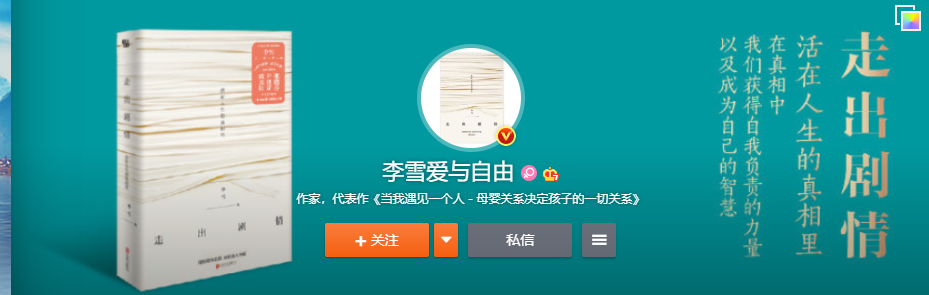 走出剧情
李雪爱与自由
作家，代表作《当我遇见一个人 - 母婴关系决定孩子的一切关系》
+ 关注
私信
走出剧情
活在人生的真相里
在真相中
我们获得自我负责的力量
以及成为自己的智慧